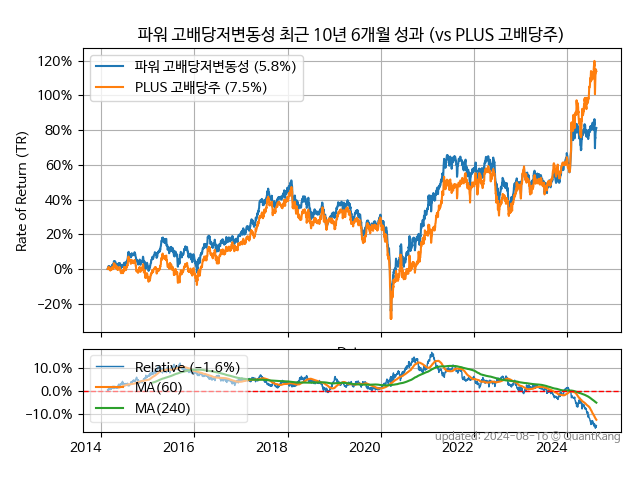 파워 고배당저변동성 최근 10년 6개월 성과 (vs PLUS 고배당주)
Rate of Return (TR)
120%
100%
80%
60%
40%
20%
0%
−20%
파워 고배당저변동성 (5.8%)
PLUS 고배당주 (7.5%)
10.0%
0.0%
−10.0%
Relative (−1.6%)
MA(60)
MA(240)
2014 2016 2018 2020 2022 2024
updated: 2024-08-16 © QuantKang